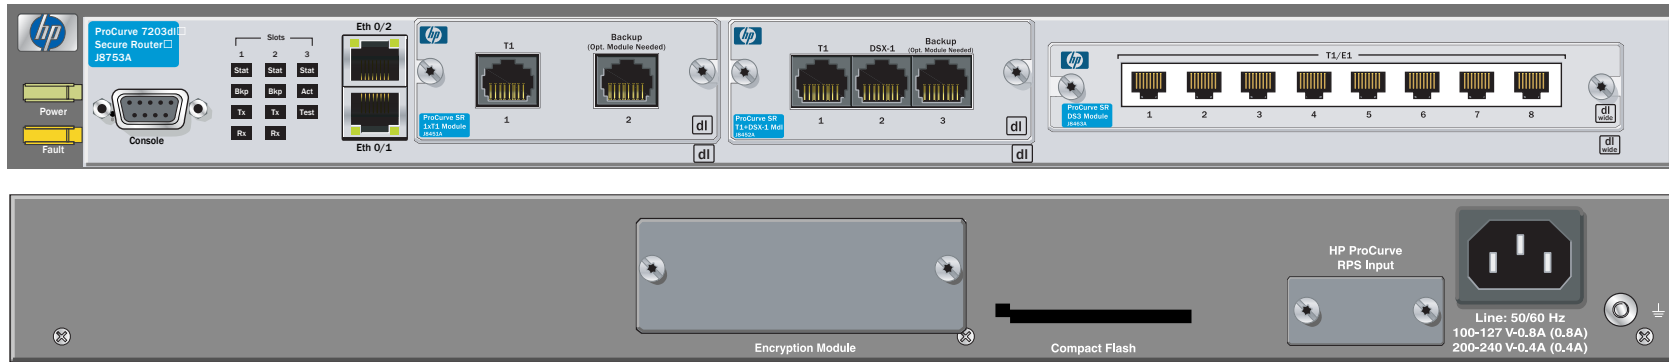 hp
ProCurve 7203dl
Secure Router
J8753A
Power
Fault
Console
Slots
1 2 3
Stat Stat Stat
Bkp Bkp Act
Tx Tx Test
Rx Rx
Eth 0/2
Eth 0/1
hp
T1
Backup
(Opt. Module Needed)
1 2
ProCurve SR
1xT1 Module
J8451A
dl
dl
hp
T1 DSX-1 Backup
(Opt. Module Needed)
1 2 3
ProCurve SR
T1+DSX-1 Mdl
J8452A
dl
dl
hp
T1/E1
1 2 3 4 5 6 7 8
ProCurve SR
DS3 Module
J8463A
dl
wide
dl
wide
Encryption Module
Compact Flash
HP ProCurve
RPS Input
Line: 50/60 Hz
100-127 V-0.8A (0.8A)
200-240 V-0.4A (0.4A)